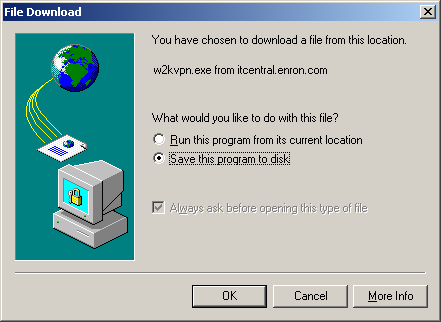 File Download
You have chosen to download a file from this location.
w2kvpn.exe from itcentral.enron.com
What would you like to do with this file?
Run this program from its current location
Save this program to disk
Always ask before opening this type of file
OK
Cancel
More Info